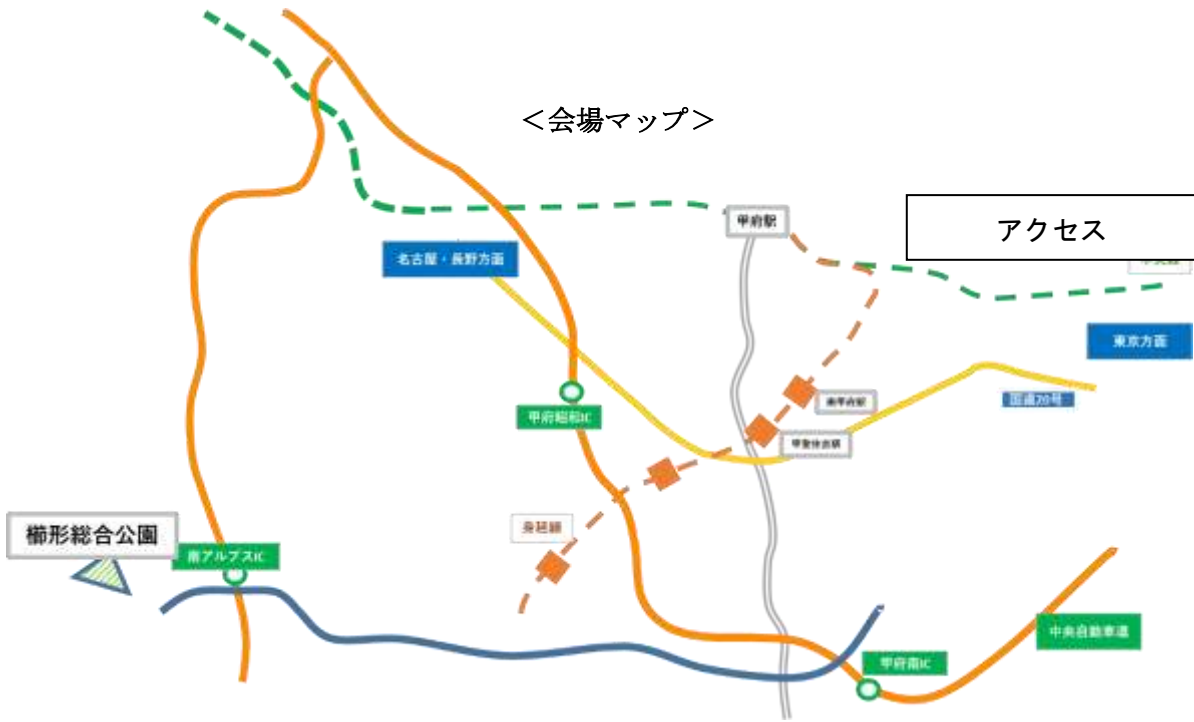 ＜会場マップ＞
甲府駅
アクセス
名古屋・長野方面
東京方面
南甲府駅
国道20号
甲府昭和IC
甲斐住吉駅
櫛形総合公園
身延線
南アルプスIC
中央自動車道
甲府南IC